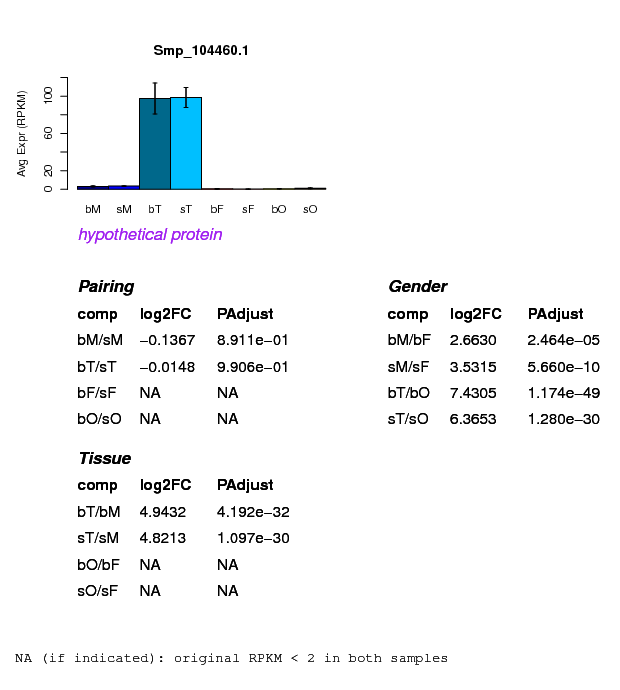 Smp_104460.1
Avg Expr (RPKM)
0 20 60 100
bM sM bT sT bF sF bO sO
hypothetical protein
Pairing
comp log2FC PAdjust
bM/sM −0.1367 8.911e−01
bT/sT −0.0148 9.906e−01
bF/sF NA NA
bO/sO NA NA
Gender
comp log2FC PAdjust
bM/bF 2.6630 2.464e−05
sM/sF 3.5315 5.660e−10
bT/bO 7.4305 1.174e−49
sT/sO 6.3653 1.280e−30
Tissue
comp log2FC PAdjust
bT/bM 4.9432 4.192e−32
sT/sM 4.8213 1.097e−30
bO/bF NA NA
sO/sF NA NA
NA (if indicated): original RPKM < 2 in both samples